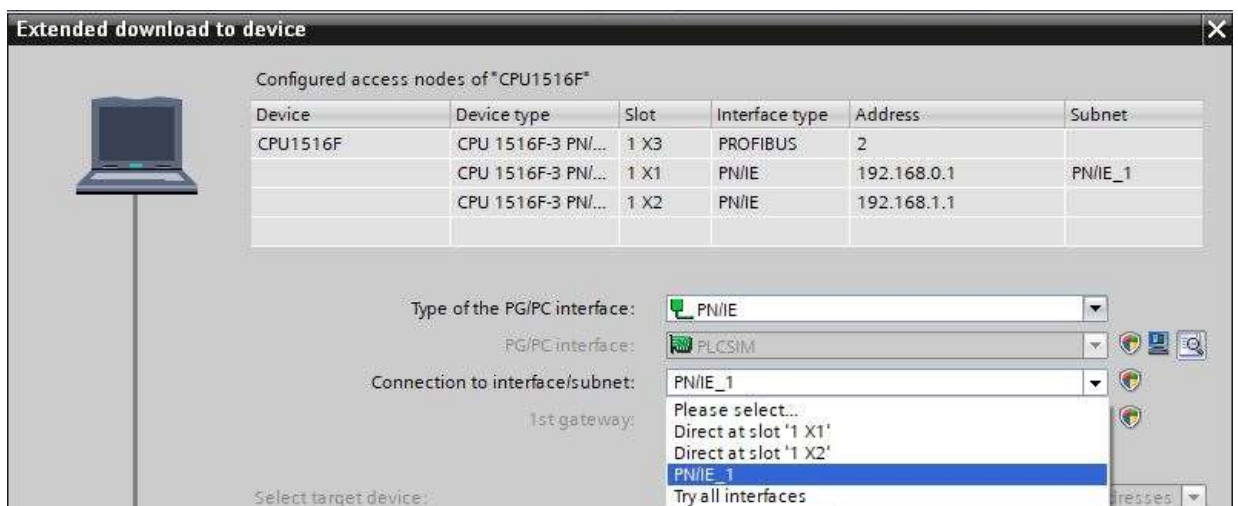 Extended download to device
Configured access nodes of "CPU1516F"
Device Device type Slot Interface type Address Subnet
CPU1516F CPU 1516F-3 PN/... 1 X3 PROFIBUS 2
CPU 1516F-3 PN/... 1 X1 PN/IE 192.168.0.1 PN/IE_1
CPU 1516F-3 PN/... 1 X2 PN/IE 192.168.1.1
Type of the PG/PC interface: PN/IE
PG/PC interface: PLCSIM
Connection to interface/subnet: PN/IE_1
Please select...
1st gateway: Direct at slot '1 X1'
Direct at slot '1 X2'
PN/IE_1
Select target device: Try all interfaces